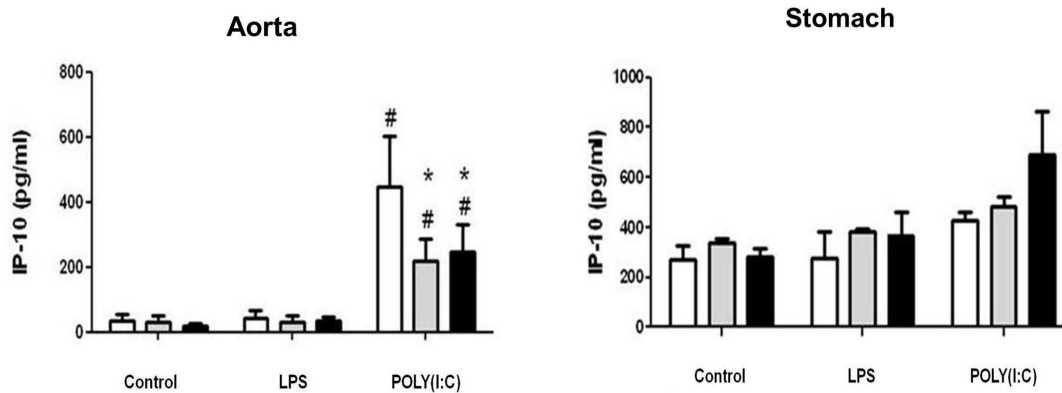 Aorta
IP-10 (pg/ml)
800
600
400
200
0
#
*
#
*
#
Control LPS POLY(I:C)
Stomach
IP-10 (pg/ml)
1000
800
600
400
200
0
Control LPS POLY(I:C)